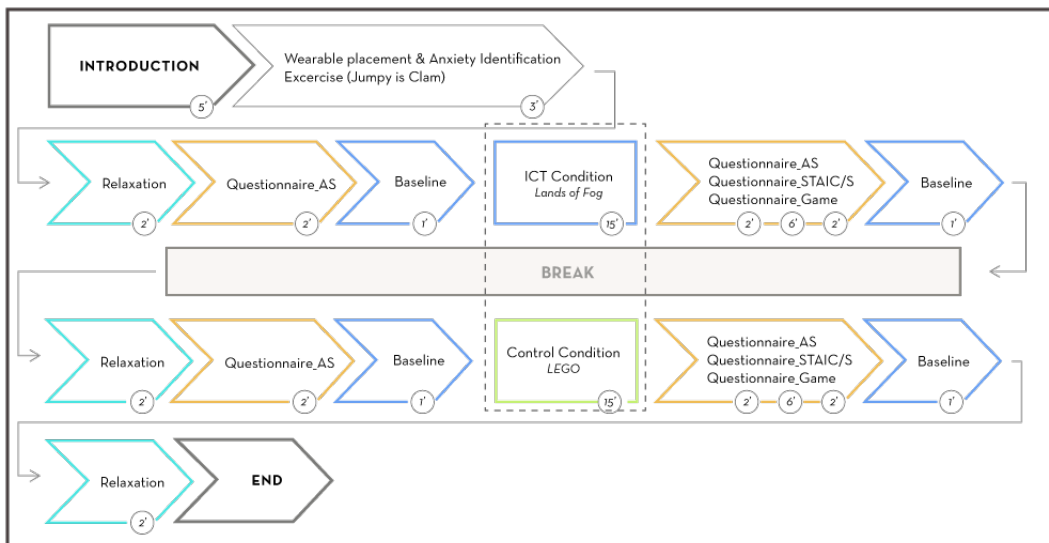 INTRODUCTION
5'
Wearable placement & Anxiety Identification
Excercise (Jumpy is Clam)
3'
Relaxation
2'
Questionnaire_AS
2'
Baseline
1'
ICT Condition
Lands of Fog
15'
Questionnaire_AS
Questionnaire_STAIC/S
Questionnaire_Game
2' 6' 2'
Baseline
1'
BREAK
Relaxation
2'
Questionnaire_AS
2'
Baseline
1'
Control Condition
LEGO
15'
Questionnaire_AS
Questionnaire_STAIC/S
Questionnaire_Game
2' 6' 2'
Baseline
1'
Relaxation
2'
END